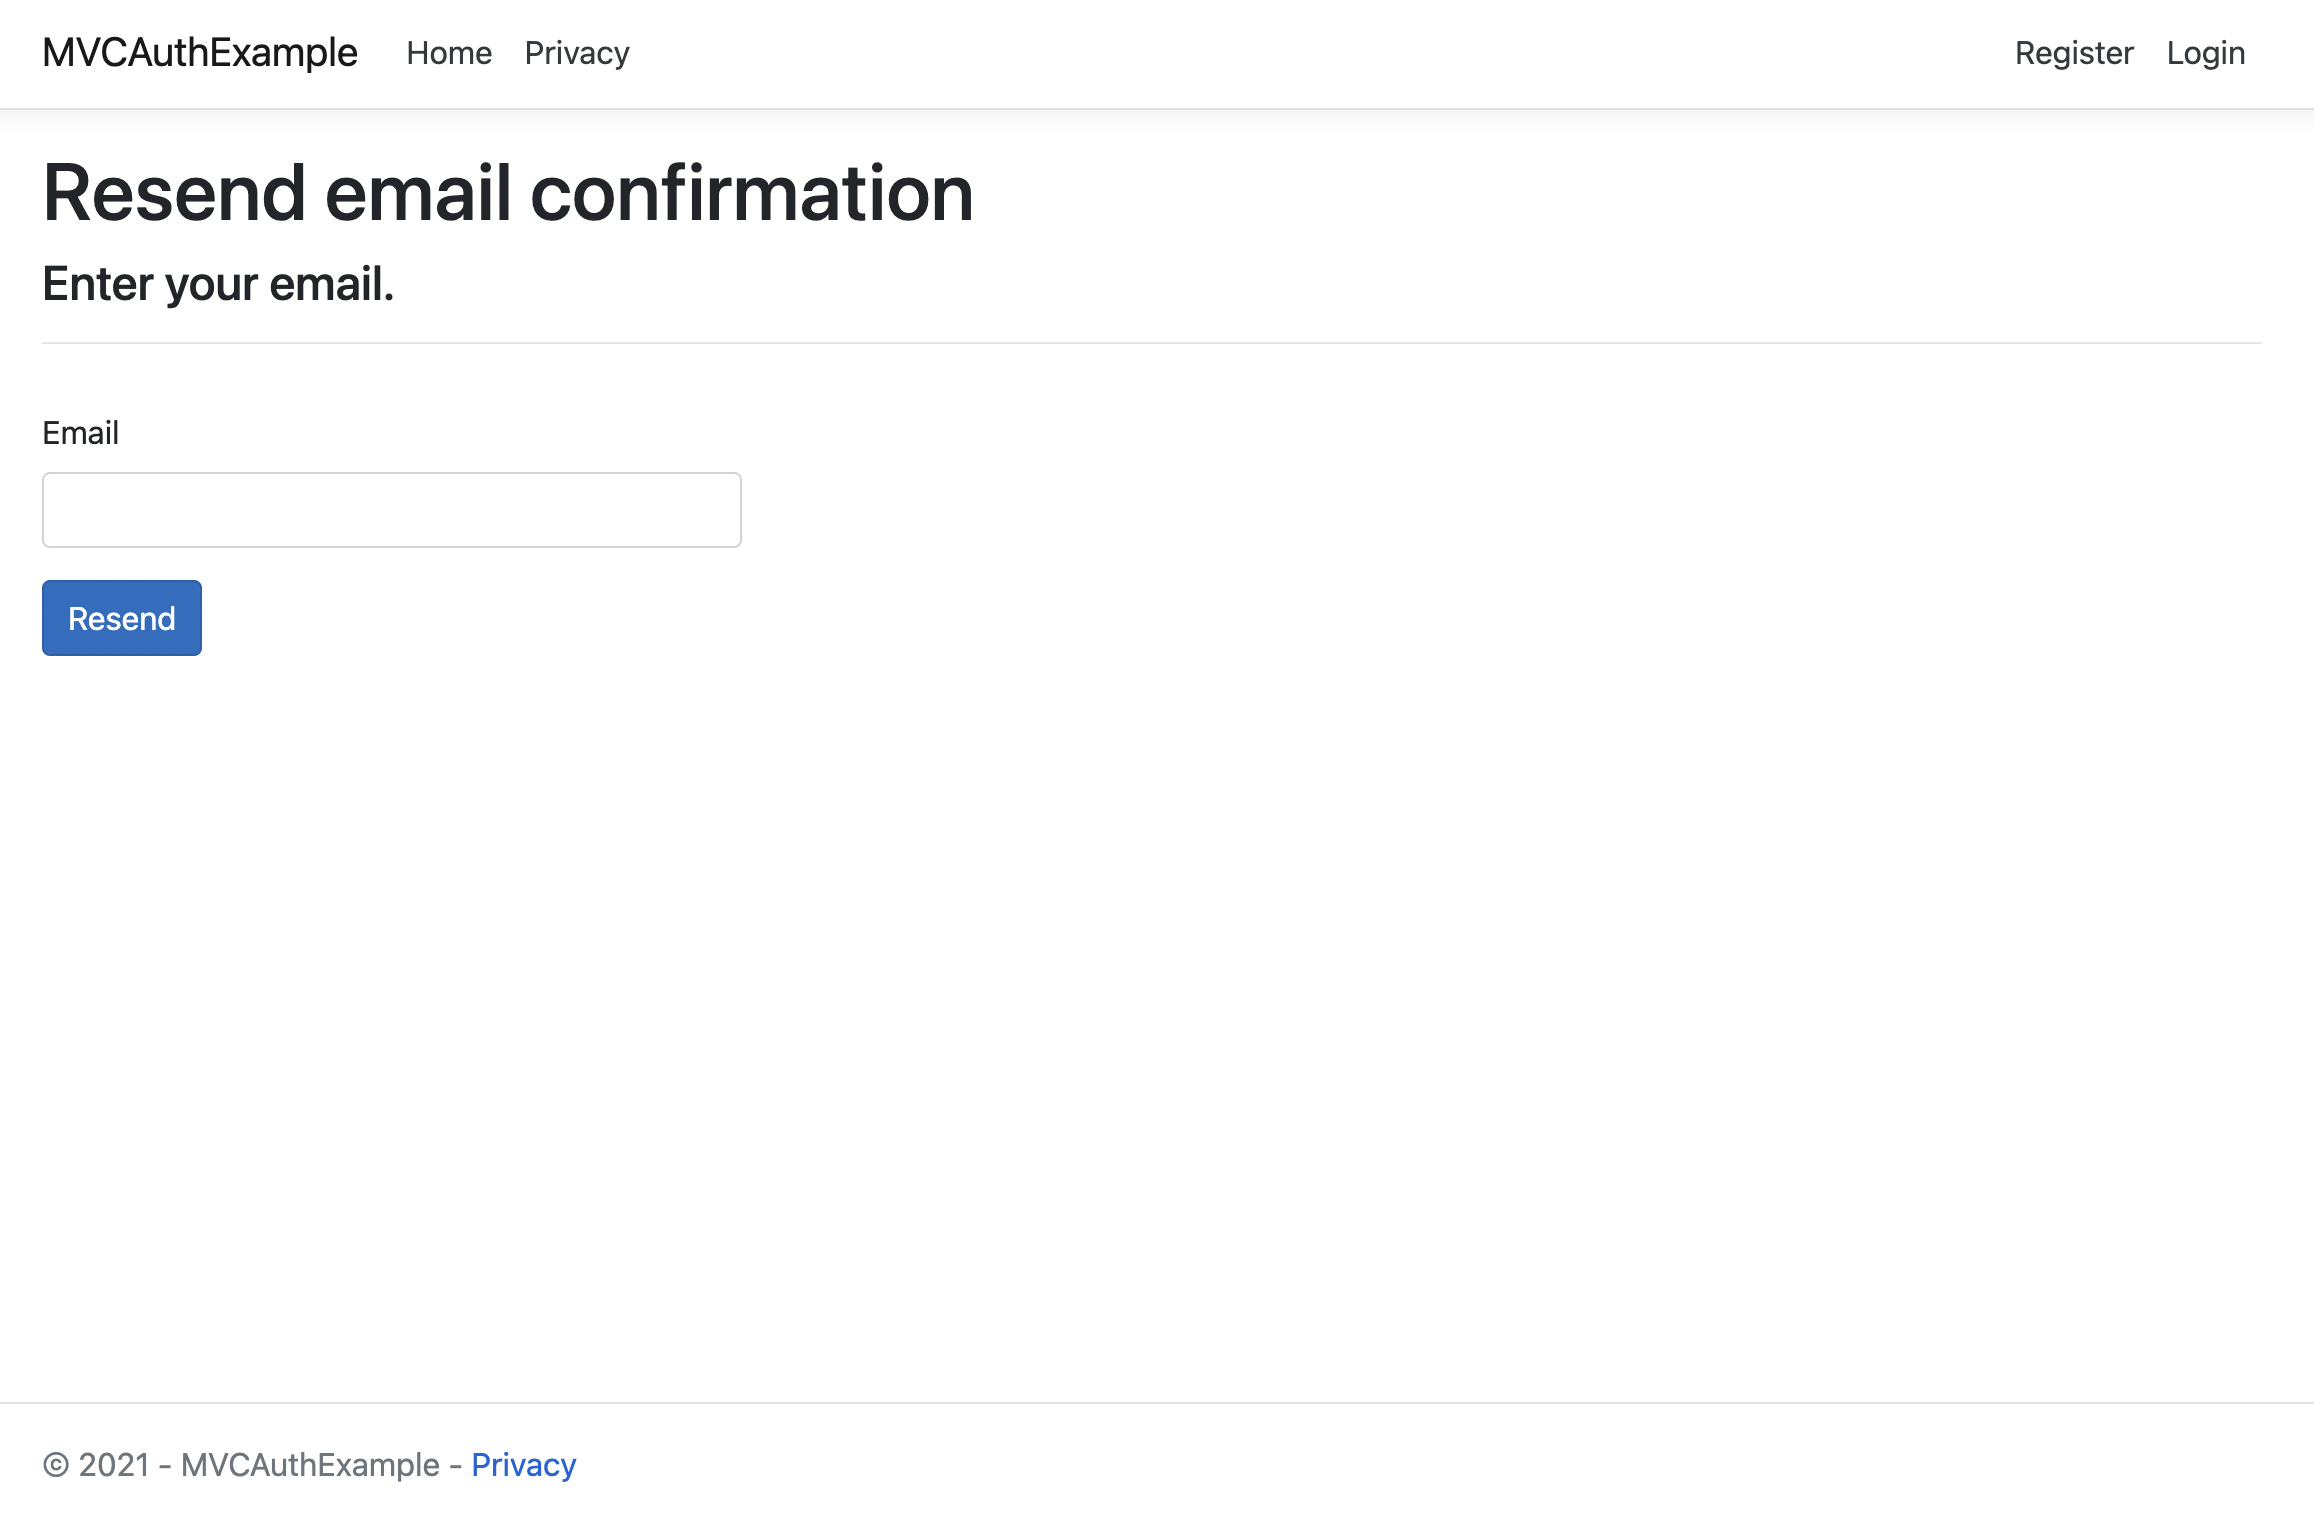 MVCAuthExample Home Privacy Register Login
Resend email confirmation
Enter your email.
Email
Resend
© 2021 - MVCAuthExample - Privacy